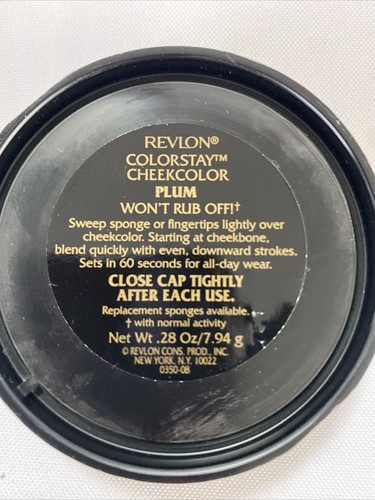 REVLON®
COLORSTAY™
CHEEKCOLOR
PLUM
WON'T RUB OFF!†
Sweep sponge or fingertips lightly over
cheekcolor. Starting at cheekbone,
blend quickly with even, downward strokes.
Sets in 60 seconds for all-day wear.
CLOSE CAP TIGHTLY
AFTER EACH USE.
Replacement sponges available.
† with normal activity
Net Wt .28 Oz/7.94 g
© REVLON CONS. PROD., INC.
NEW YORK, N.Y. 10022
0350-08